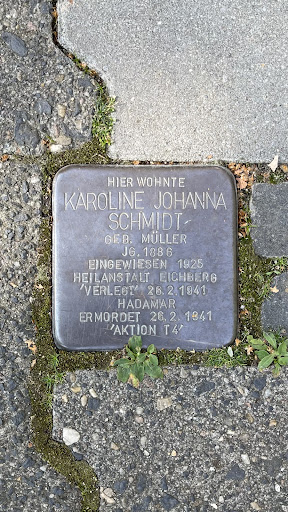 HIER WOHNTE
KAROLINE JOHANNA
SCHMIDT
GEB. MÜLLER
JG. 1886
EINGEWIESEN 1925
HEILANSTALT EICHBERG
'VERLEGT' 26.2.1941
HADAMAR
ERMORDET 26.2.1941
'AKTION T4'